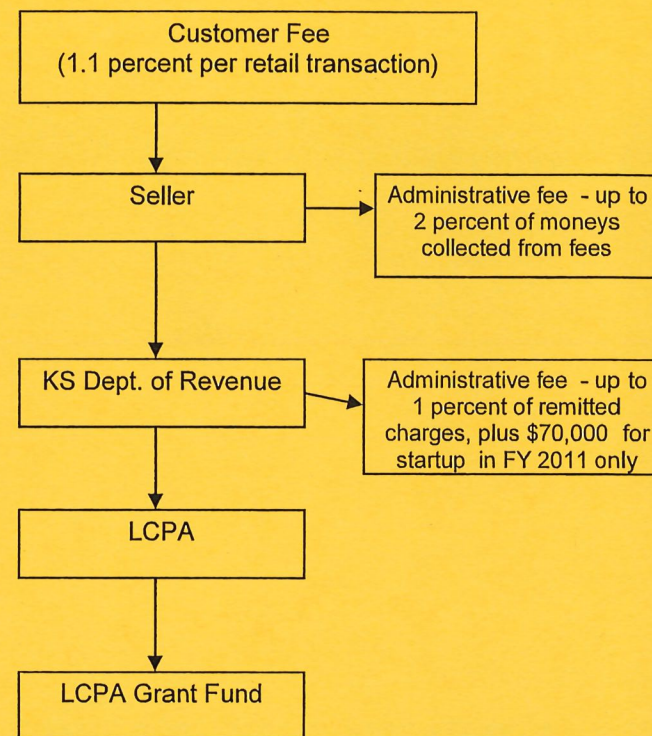 Customer Fee
(1.1 percent per retail transaction)
Seller
Administrative fee - up to
2 percent of moneys
collected from fees
KS Dept. of Revenue
Administrative fee - up to
1 percent of remitted
charges, plus $70,000 for
startup in FY 2011 only
LCPA
LCPA Grant Fund